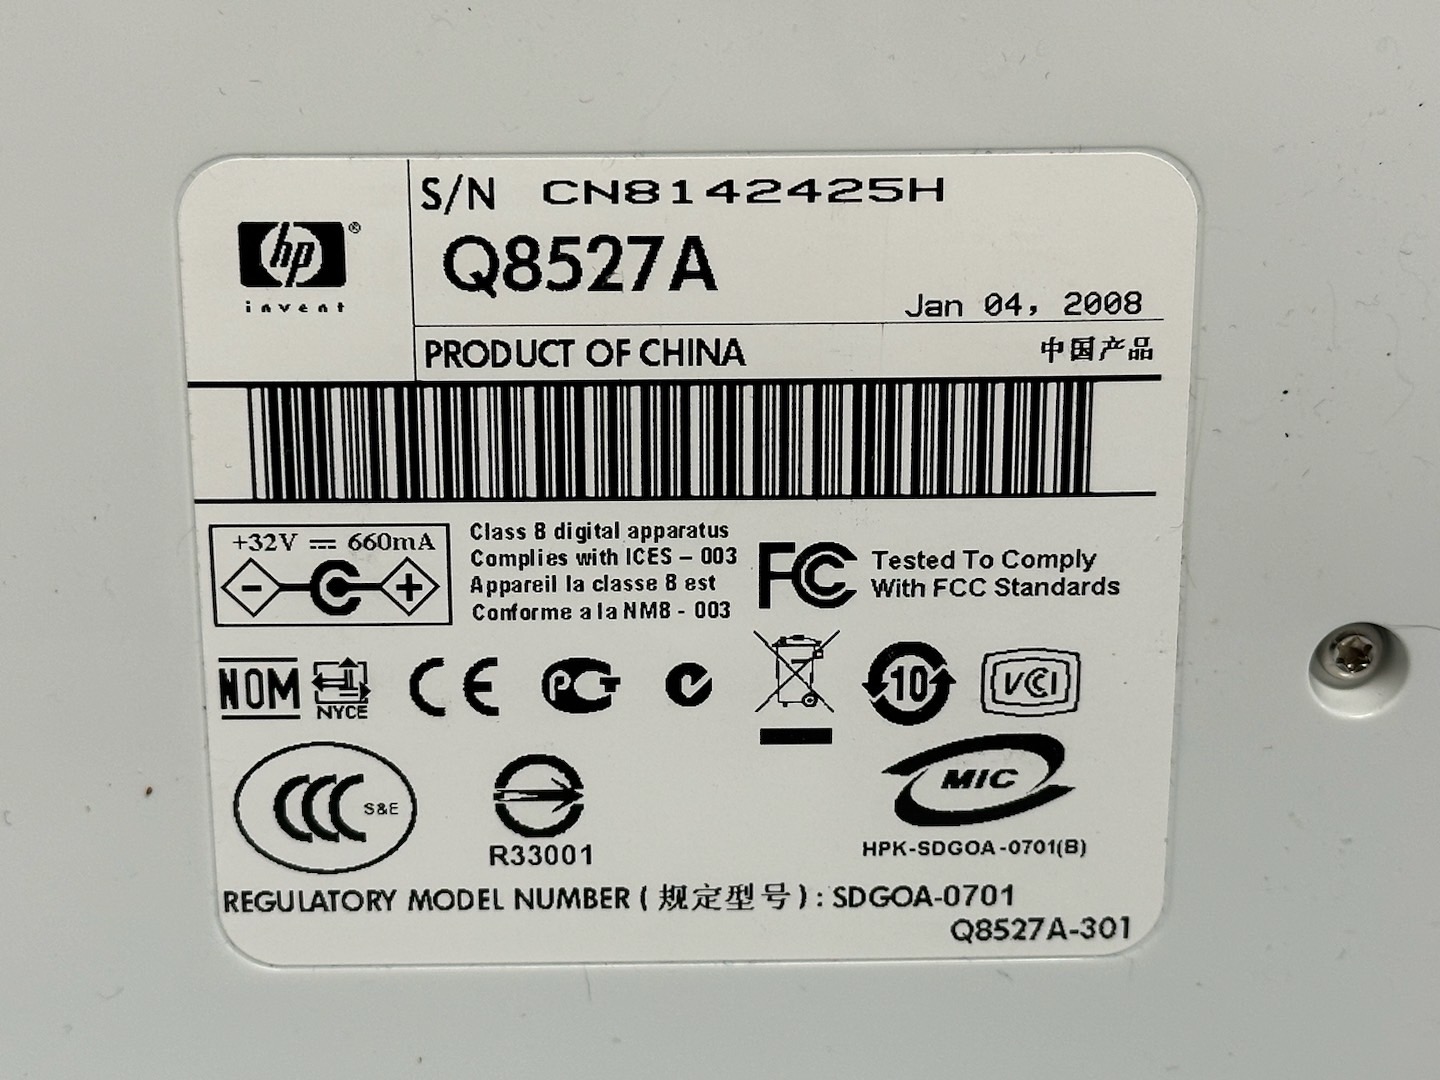 S/N CN8142425H
hp®
invent
Q8527A
Jan 04, 2008
PRODUCT OF CHINA 中国产品
+32V ⎓ 660mA
Class B digital apparatus
Complies with ICES – 003
Appareil la classe B est
Conforme a la NMB - 003
FC Tested To Comply
With FCC Standards
- +
NOM NYCE CE PCT 10 VCI
CCC S&E
MIC
R33001
HPK-SDGOA-0701(B)
REGULATORY MODEL NUMBER (规定型号): SDGOA-0701
Q8527A-301